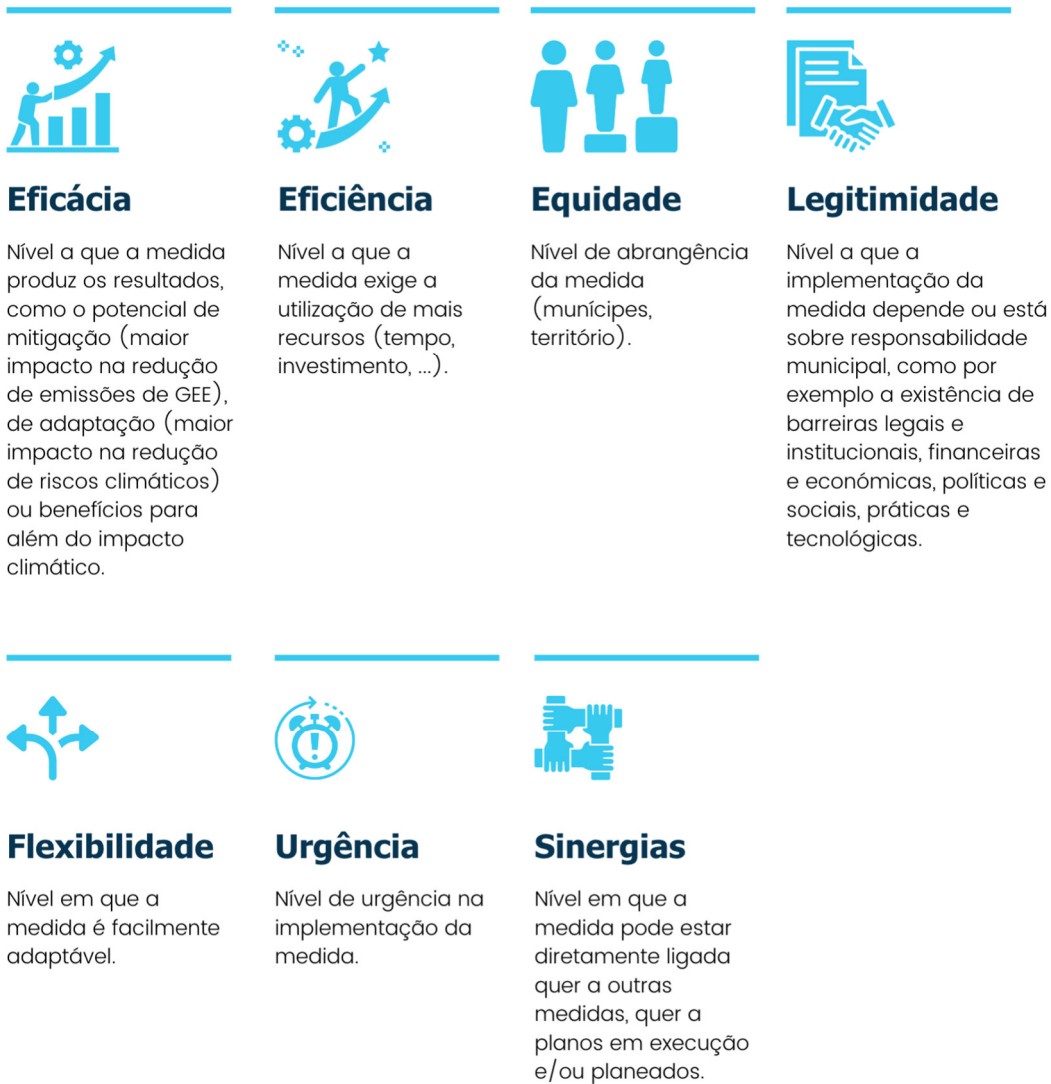 Eficácia
Nível a que a medida
produz os resultados,
como o potencial de
mitigação (maior
impacto na redução
de emissões de GEE),
de adaptação (maior
impacto na redução
de riscos climáticos)
ou benefícios para
além do impacto
climático.
Eficiência
Nível a que a
medida exige a
utilização de mais
recursos (tempo,
investimento, ...).
Equidade
Nível de abrangência
da medida
(munícipes,
território).
Legitimidade
Nível a que a
implementação da
medida depende ou está
sobre responsabilidade
municipal, como por
exemplo a existência de
barreiras legais e
institucionais, financeiras
e económicas, políticas e
sociais, práticas e
tecnológicas.
Flexibilidade
Nível em que a
medida é facilmente
adaptável.
Urgência
Nível de urgência na
implementação da
medida.
Sinergias
Nível em que a
medida pode estar
diretamente ligada
quer a outras
medidas, quer a
planos em execução
e/ou planeados.